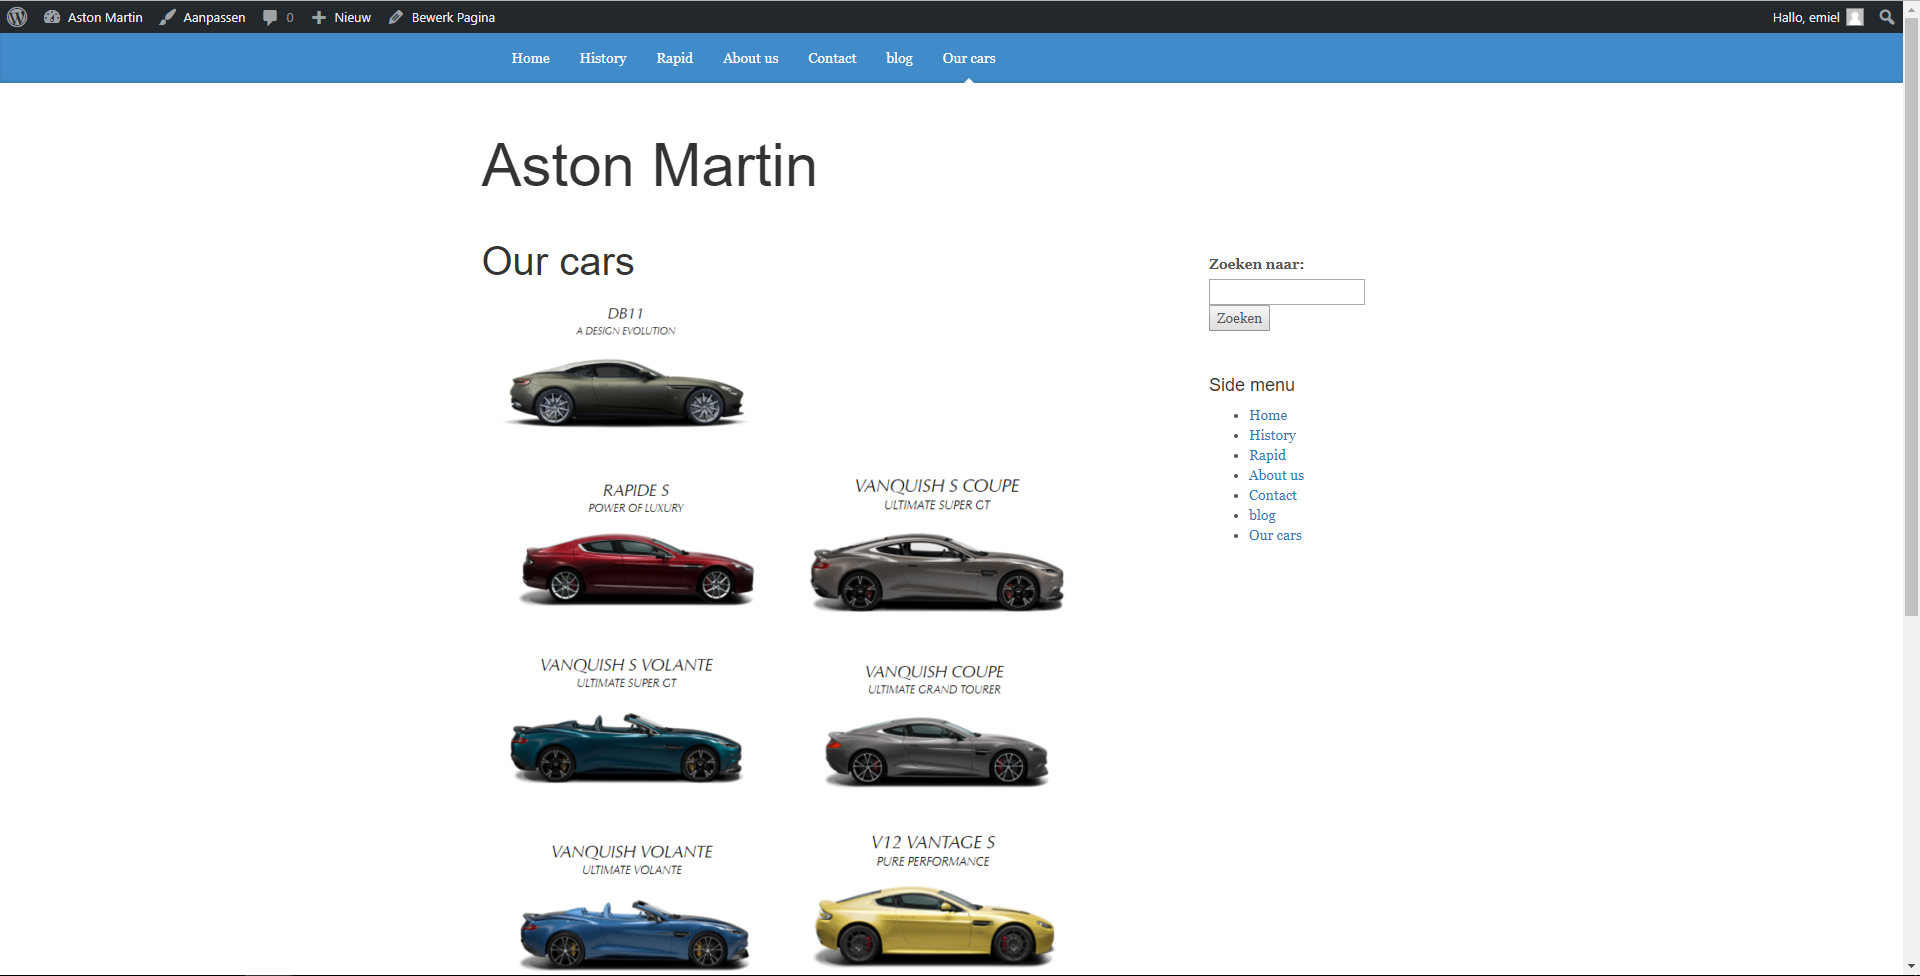 Aston Martin Aanpassen 0 Nieuw Bewerk Pagina Hallo, emiel
Home History Rapid About us Contact blog Our cars
Aston Martin
Our cars
Zoeken naar:
Zoeken
DB11
A DESIGN EVOLUTION
Side menu
Home
History
Rapid
About us
Contact
blog
Our cars
RAPIDE S
POWER OF LUXURY
VANQUISH S COUPE
ULTIMATE SUPER GT
VANQUISH S VOLANTE
ULTIMATE SUPER GT
VANQUISH COUPE
ULTIMATE GRAND TOURER
VANQUISH VOLANTE
ULTIMATE VOLANTE
V12 VANTAGE S
PURE PERFORMANCE